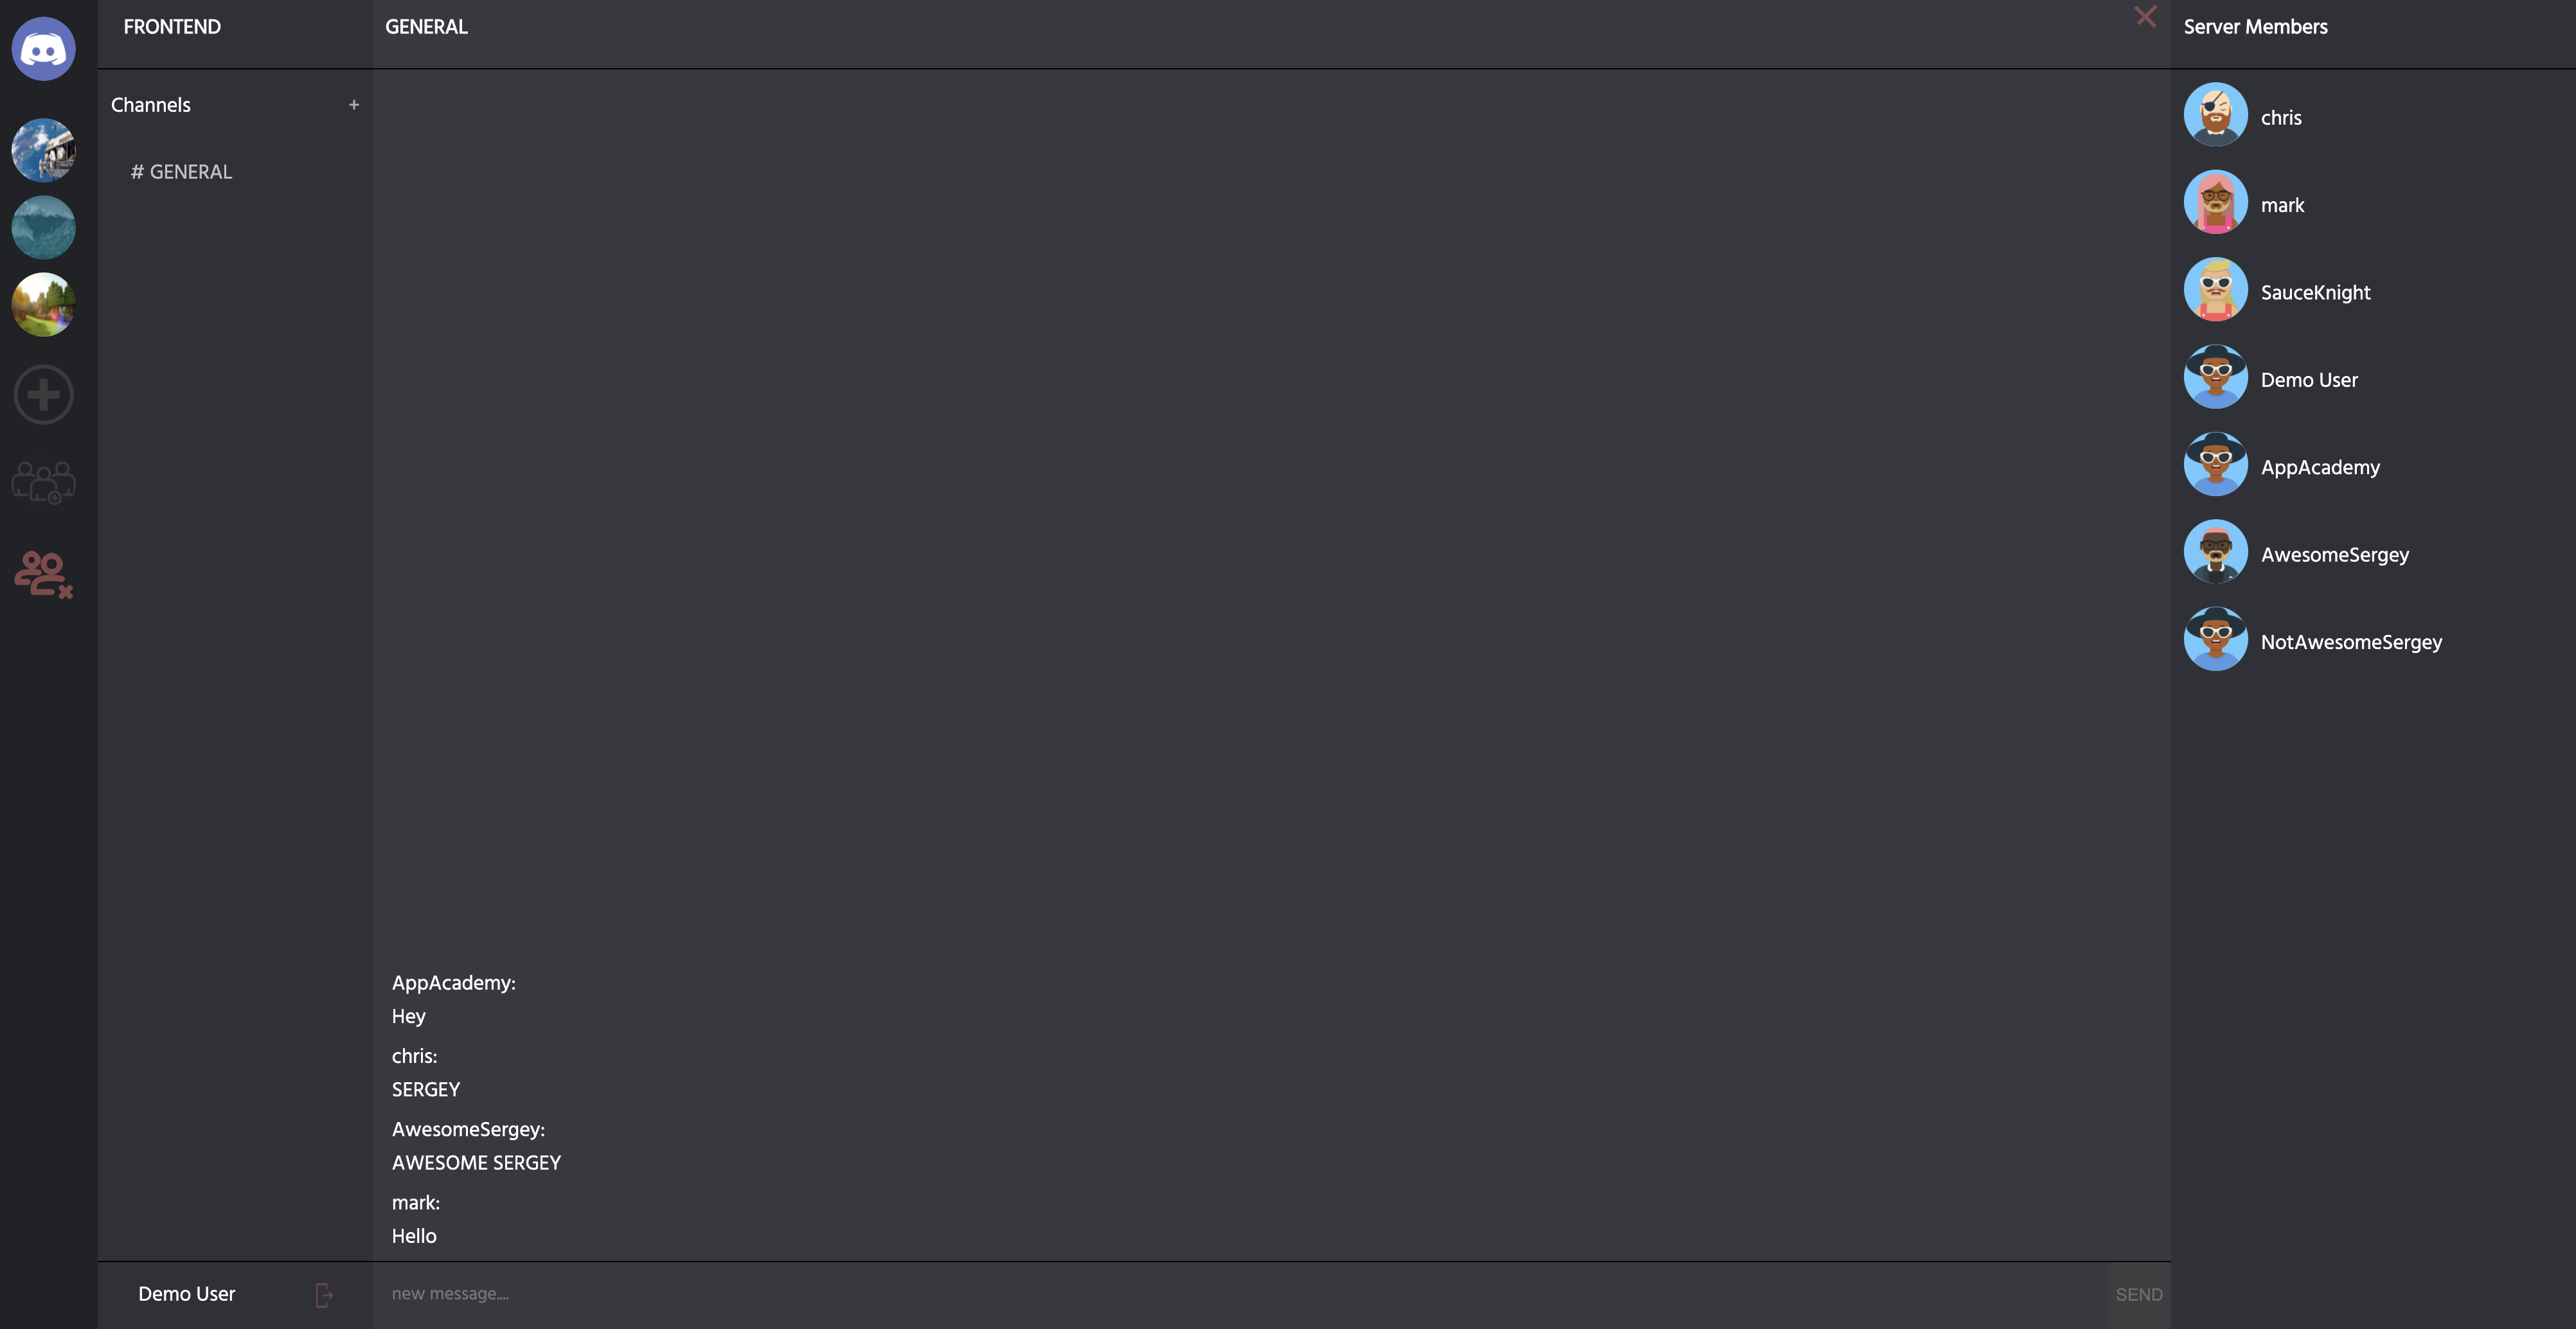 FRONTEND
Channels +
# GENERAL
Demo User
GENERAL
AppAcademy:
Hey
chris:
SERGEY
AwesomeSergey:
AWESOME SERGEY
mark:
Hello
new message....
SEND
Server Members
chris
mark
SauceKnight
Demo User
AppAcademy
AwesomeSergey
NotAwesomeSergey